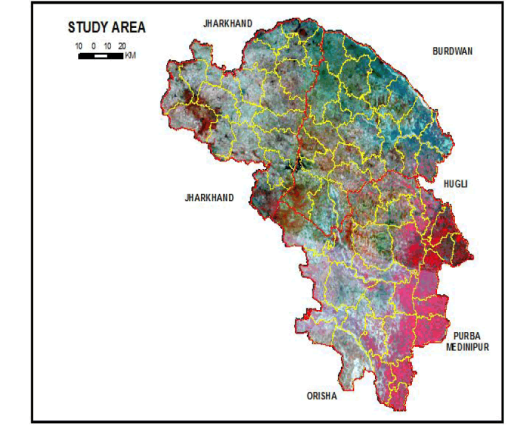 STUDY AREA
10 0 10 20
KM
JHARKHAND
BURDWAN
JHARKHAND
HUGLI
PURBA
MEDINIPUR
ORISHA